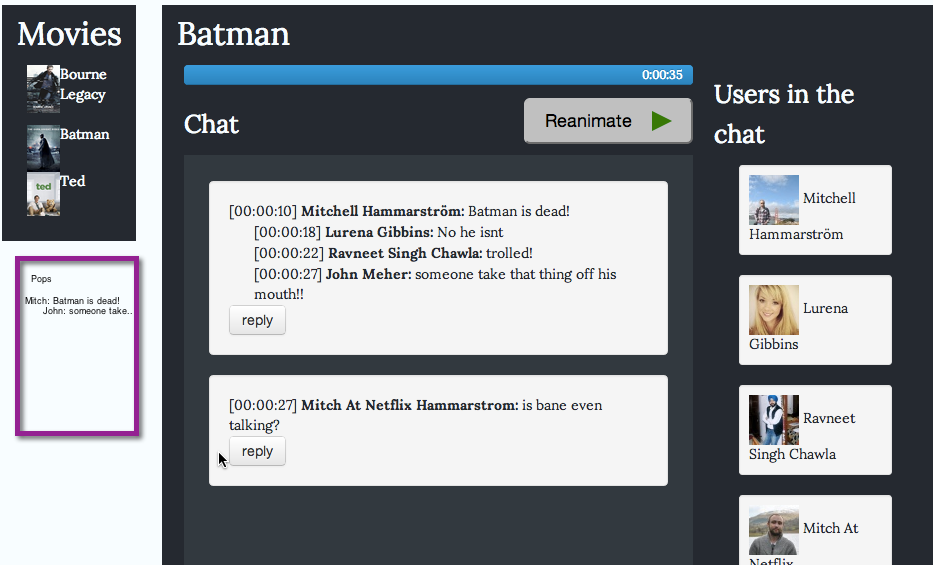 Movies
Bourne
Legacy
Batman
ted
Ted
Pops
Mitch: Batman is dead!
John: someone take..
Batman
0:00:35
Chat
Reanimate
[00:00:10] Mitchell Hammarström: Batman is dead!
[00:00:18] Lurena Gibbins: No he isnt
[00:00:22] Ravneet Singh Chawla: trolled!
[00:00:27] John Meher: someone take that thing off his
mouth!!
reply
[00:00:27] Mitch At Netflix Hammarstrom: is bane even
talking?
reply
Users in the
chat
Mitchell
Hammarström
Lurena
Gibbins
Ravneet
Singh Chawla
Mitch At
Netflix